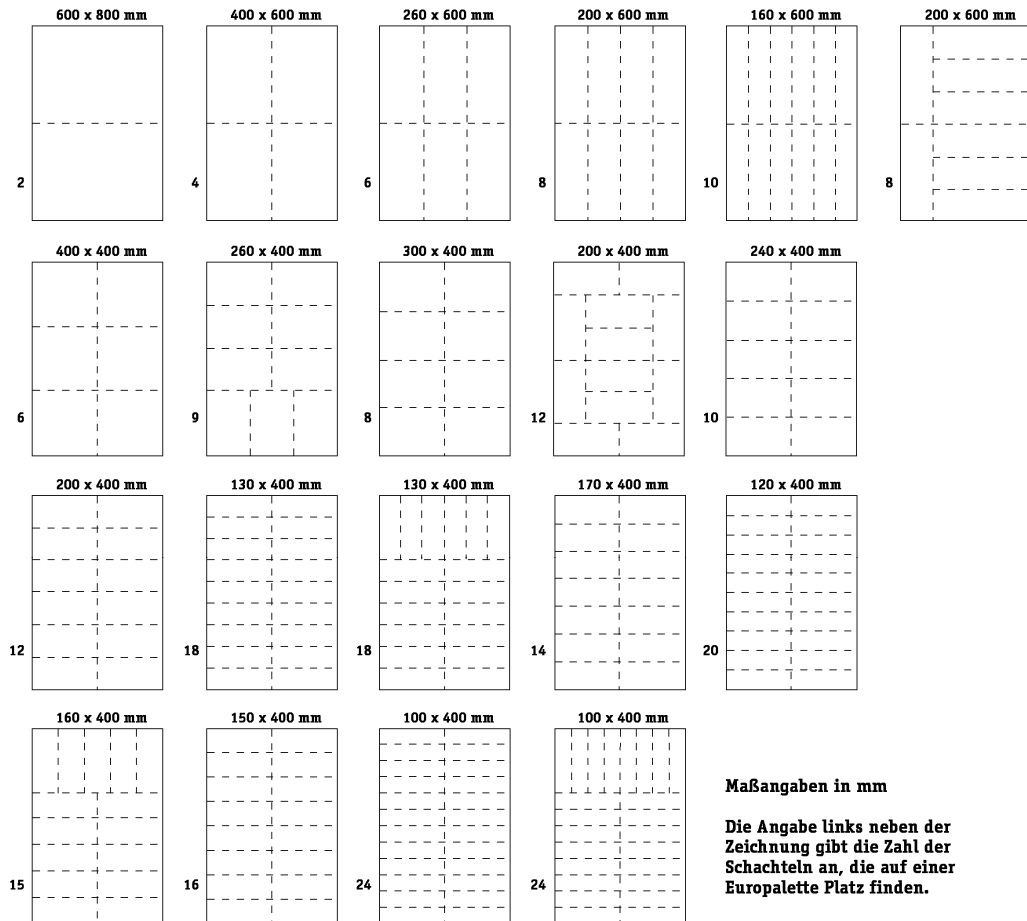 600 x 800 mm
400 x 600 mm
260 x 600 mm
200 x 600 mm
160 x 600 mm
200 x 600 mm
2
4
6
8
10
8
400 x 400 mm
260 x 400 mm
300 x 400 mm
200 x 400 mm
240 x 400 mm
6
9
8
12
10
200 x 400 mm
130 x 400 mm
130 x 400 mm
170 x 400 mm
120 x 400 mm
12
18
18
14
20
160 x 400 mm
150 x 400 mm
100 x 400 mm
100 x 400 mm
15
16
24
24
Maßangaben in mm
Die Angabe links neben der
Zeichnung gibt die Zahl der
Schachteln an, die auf einer
Europalette Platz finden.